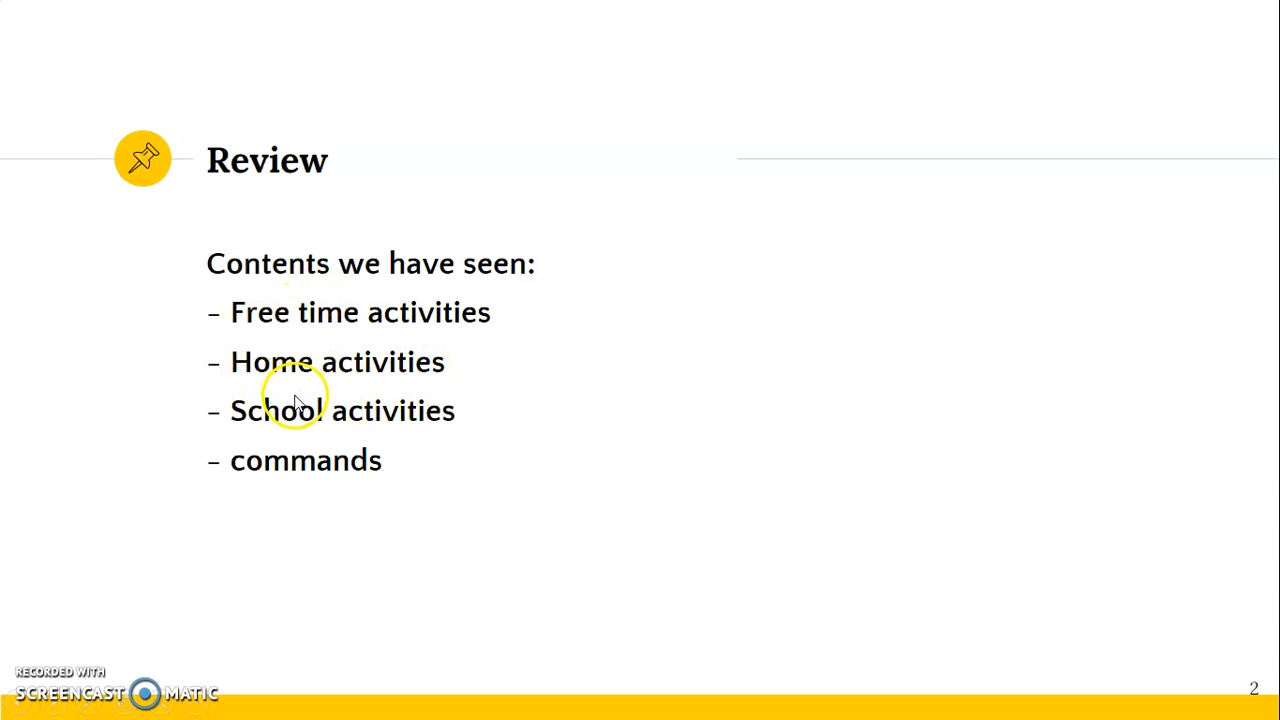 Review
Contents we have seen:
- Free time activities
- Home activities
- School activities
- commands
RECORDED WITH
SCREENCAST MATIC
2